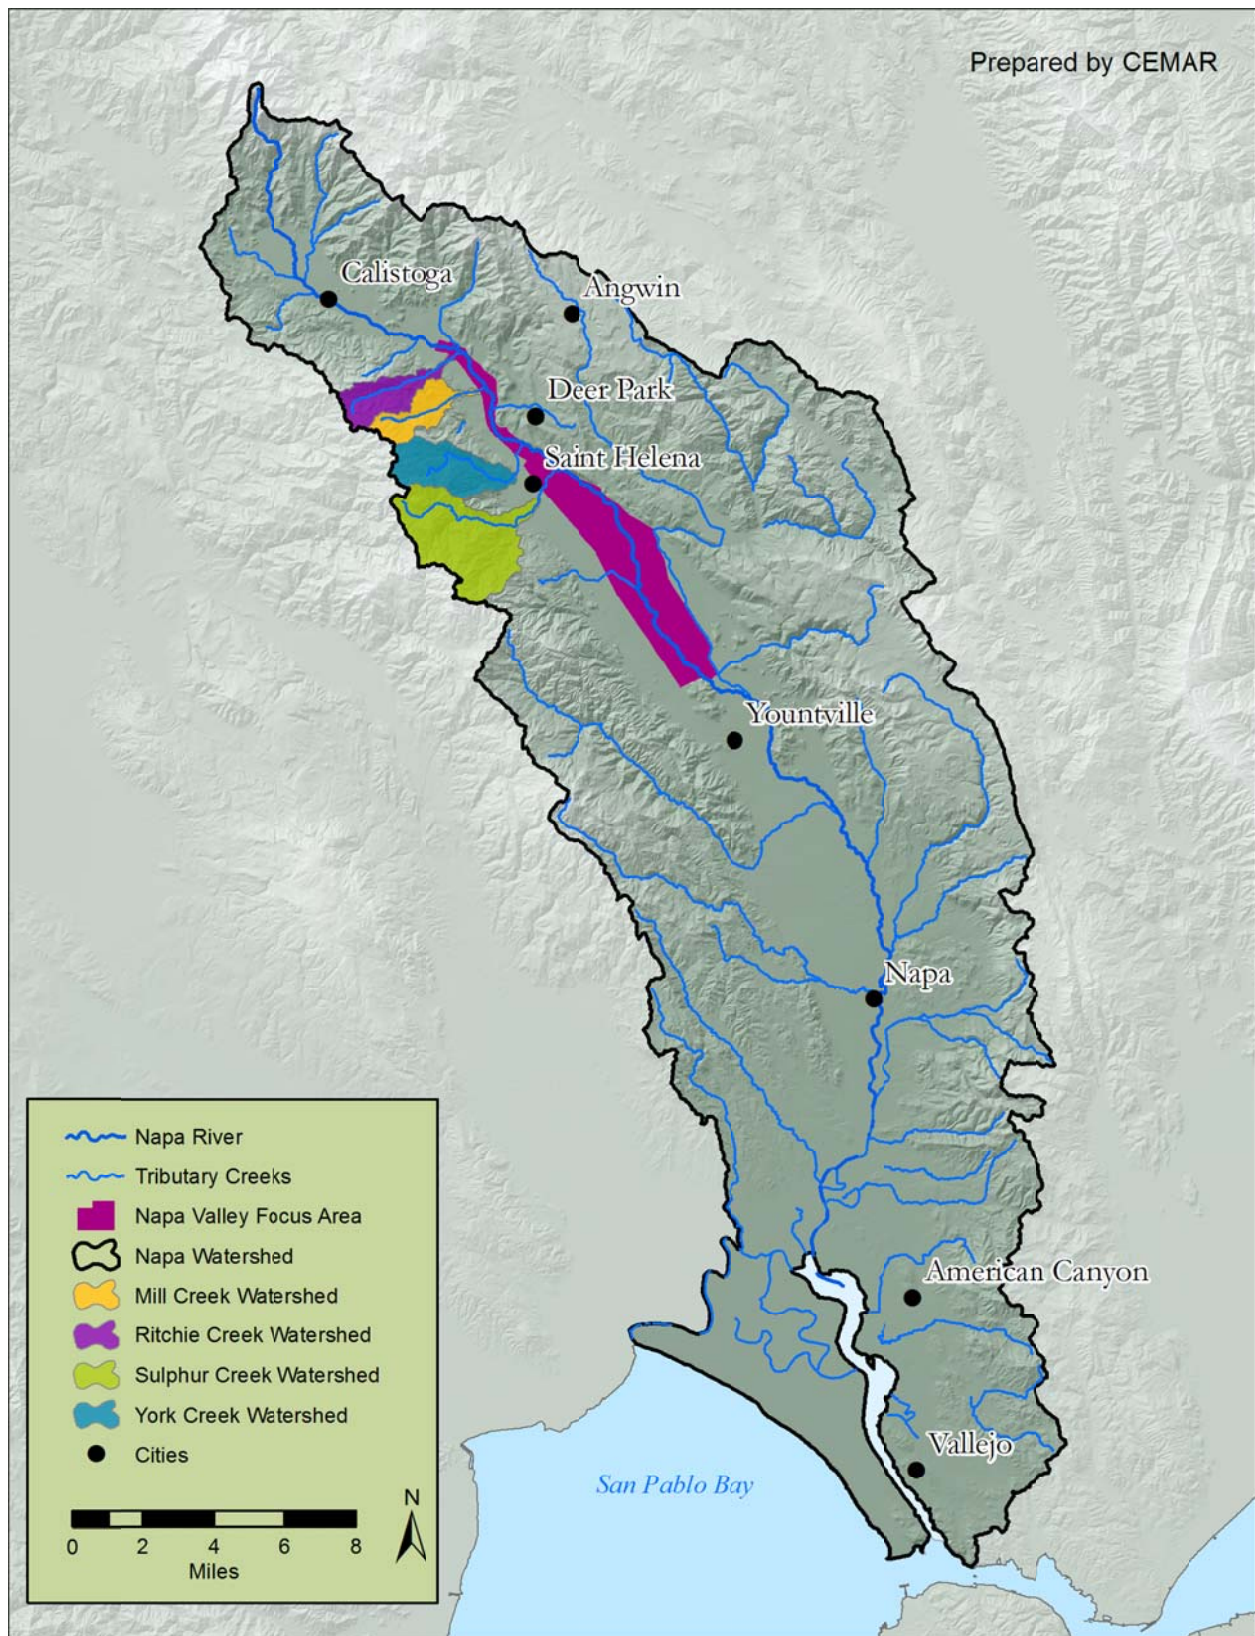 Prepared by CEMAR
Calistoga
Angwin
Deer Park
Saint Helena
Yountville
Napa
American Canyon
Vallejo
San Pablo Bay
Napa River
Tributary Creeks
Napa Valley Focus Area
Napa Watershed
Mill Creek Watershed
Ritchie Creek Watershed
Sulphur Creek Watershed
York Creek Watershed
Cities
N
0 2 4 6 8
Miles